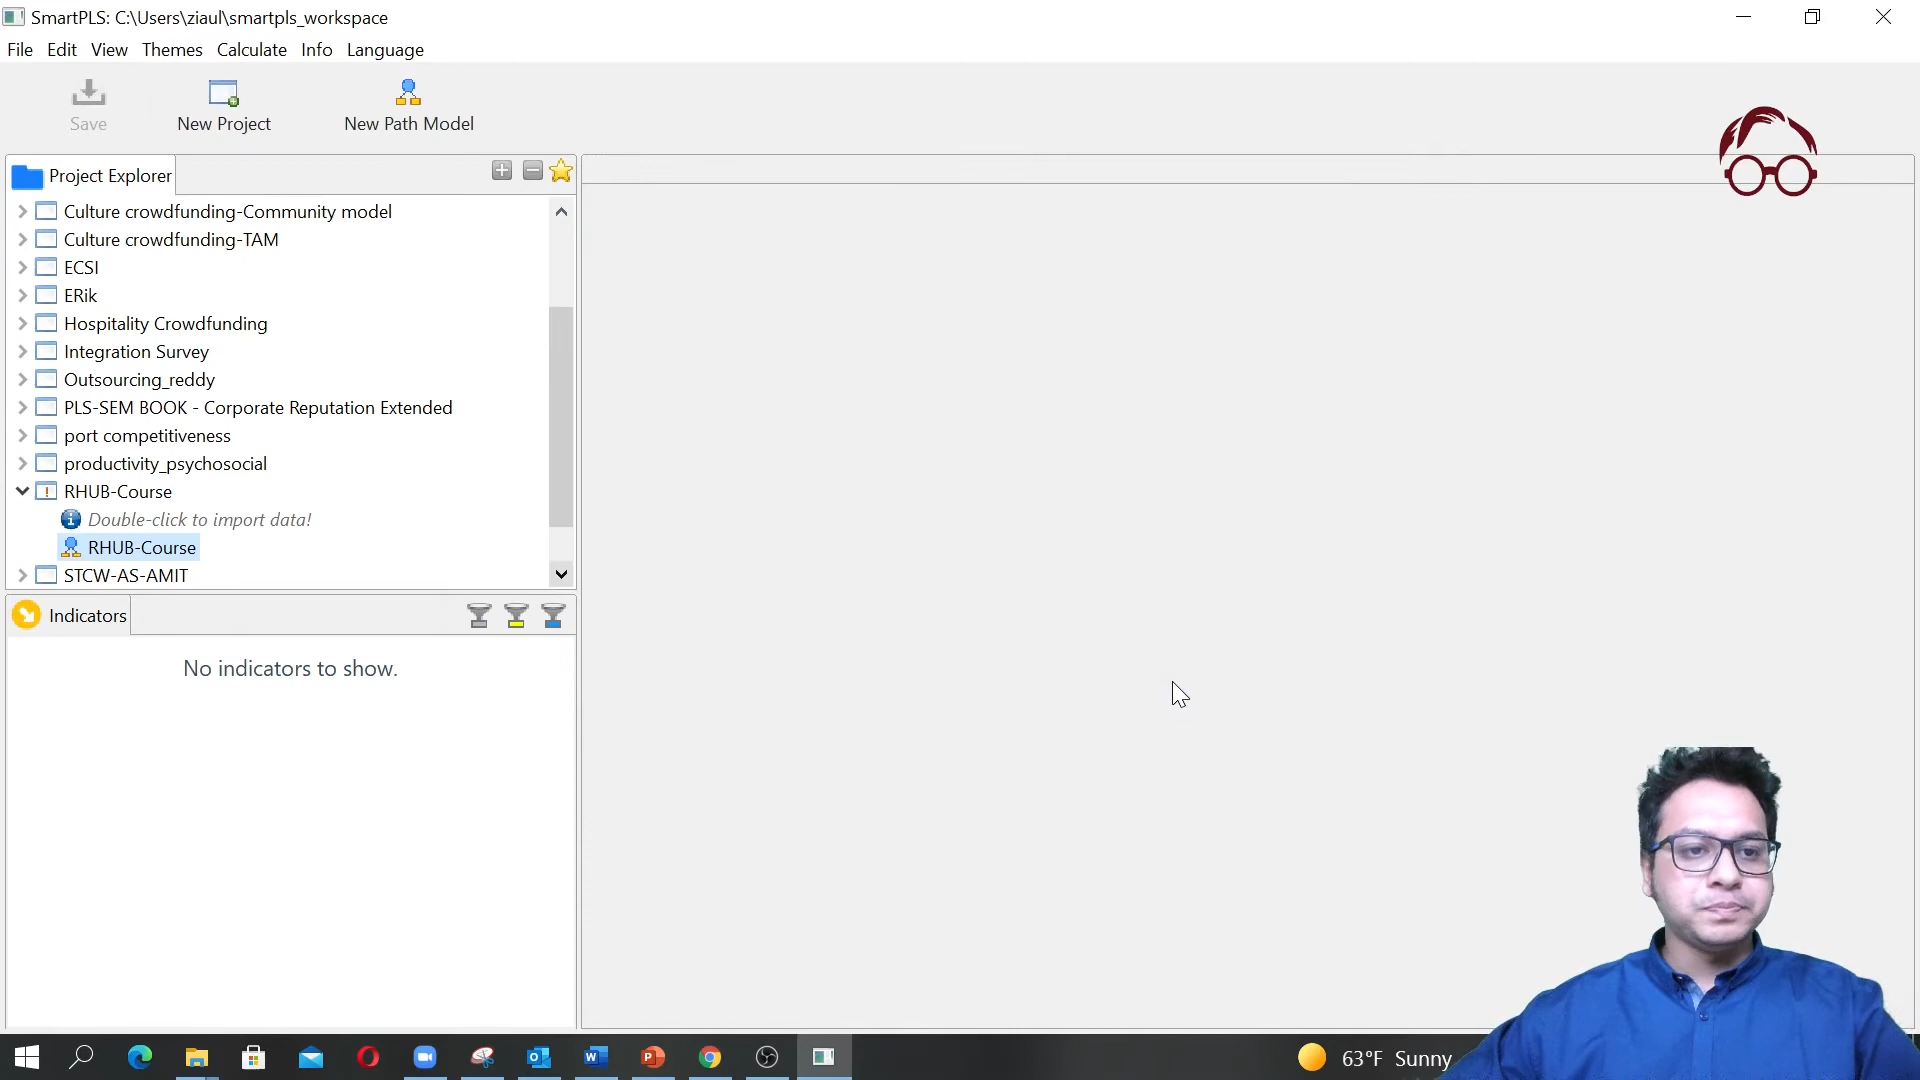 SmartPLS: C:\Users\ziaul\smartpls_workspace
File Edit View Themes Calculate Info Language
Save New Project New Path Model
Project Explorer
Culture crowdfunding-Community model
Culture crowdfunding-TAM
ECSI
ERik
Hospitality Crowdfunding
Integration Survey
Outsourcing_reddy
PLS-SEM BOOK - Corporate Reputation Extended
port competitiveness
productivity_psychosocial
RHUB-Course
Double-click to import data!
RHUB-Course
STCW-AS-AMIT
Indicators
No indicators to show.
63°F Sunny